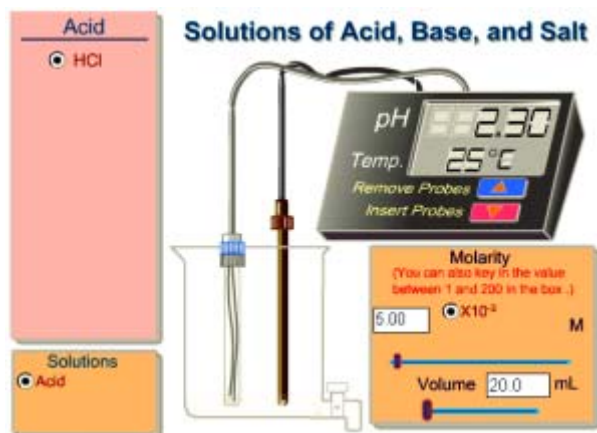 Acid
HCl
Solutions of Acid, Base, and Salt
pH 2.30
Temp. 25°C
Remove Probes
Insert Probes
Solutions
Acid
Molarity
(You can also key in the value
between 1 and 200 in the box .)
5.00 X10⁻³ M
Volume 20.0 mL